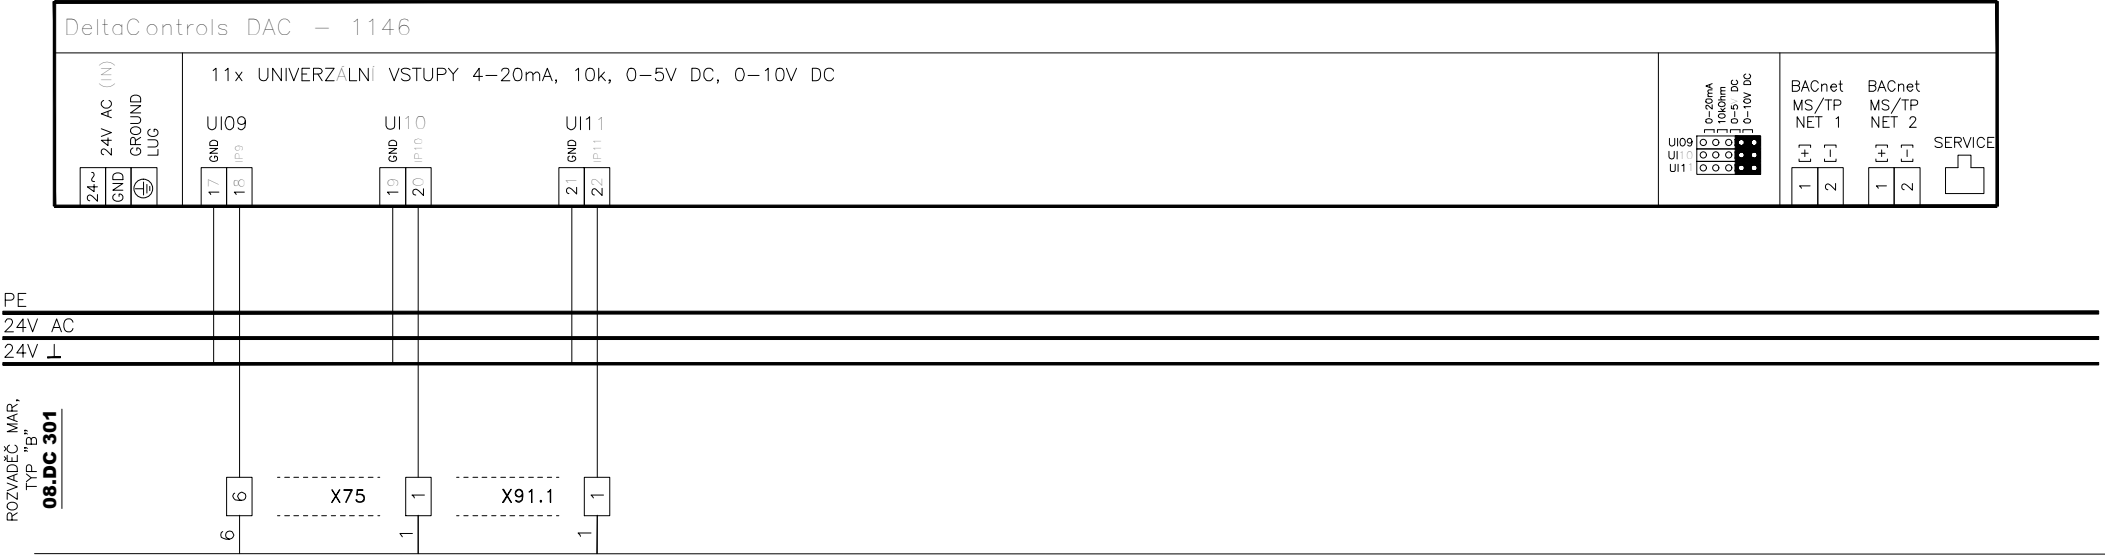 DeltaControls DAC - 1146
24V AC (IN)
GROUND
LUG
24~
GND
11x UNIVERZÁLNÍ VSTUPY 4-20mA, 10k, 0-5V DC, 0-10V DC
UI09
GND
IP9
17
18
UI10
GND
IP10
19
20
UI11
GND
IP11
21
22
0-20mA
10kOhm
0-5V DC
0-10V DC
UI09
UI10
UI11
BACnet
MS/TP
NET 1
[+]
[-]
1
2
BACnet
MS/TP
NET 2
[+]
[-]
1
2
SERVICE
PE
24V AC
24V ⊥
ROZVADĚČ MAR,
TYP "B"
08.DC 301
6
X75
1
X91.1
1
6
1
1